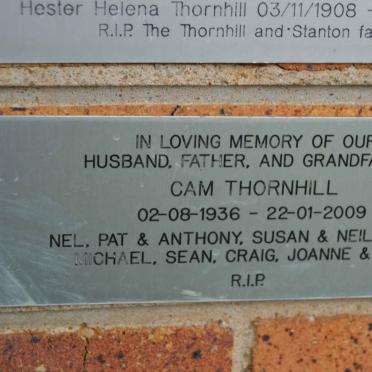 Hester Helena Thornhill 03/11/1908 -
R.I.P. The Thornhill and Stanton fa
IN LOVING MEMORY OF OUR
HUSBAND, FATHER, AND GRANDFA
CAM THORNHILL
02-08-1936 - 22-01-2009
NEL, PAT & ANTHONY, SUSAN & NEIL
MICHAEL, SEAN, CRAIG, JOANNE &
R.I.P.